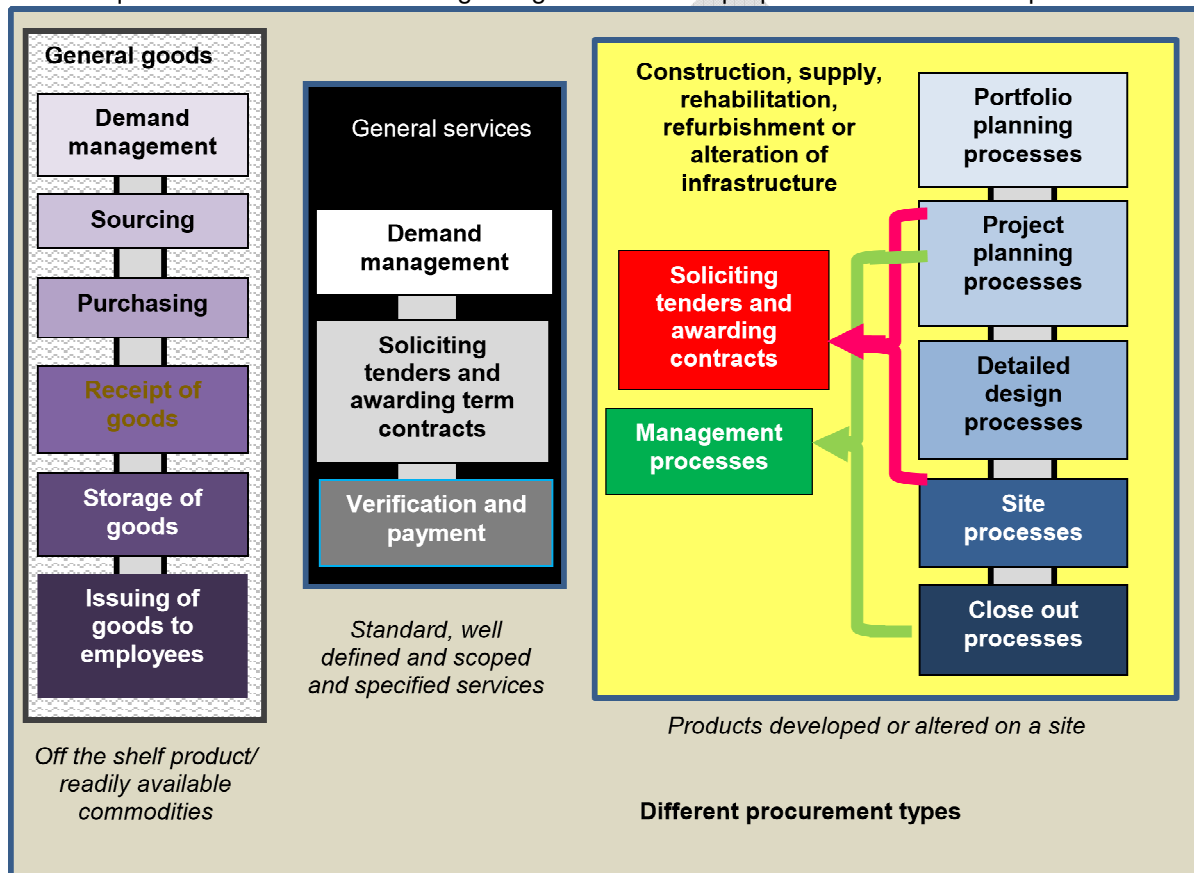 General goods
Demand
management
Sourcing
Purchasing
Receipt of
goods
Storage of
goods
Issuing of
goods to
employees
Off the shelf product/
readily available
commodities
General services
Demand
management
Soliciting
tenders and
awarding term
contracts
Verification and
payment
Standard, well
defined and scoped
and specified services
Construction, supply,
rehabilitation,
refurbishment or
alteration of
infrastructure
Soliciting
tenders and
awarding
contracts
Management
processes
Portfolio
planning
processes
Project
planning
processes
Detailed
design
processes
Site
processes
Close out
processes
Products developed or altered on a site
Different procurement types